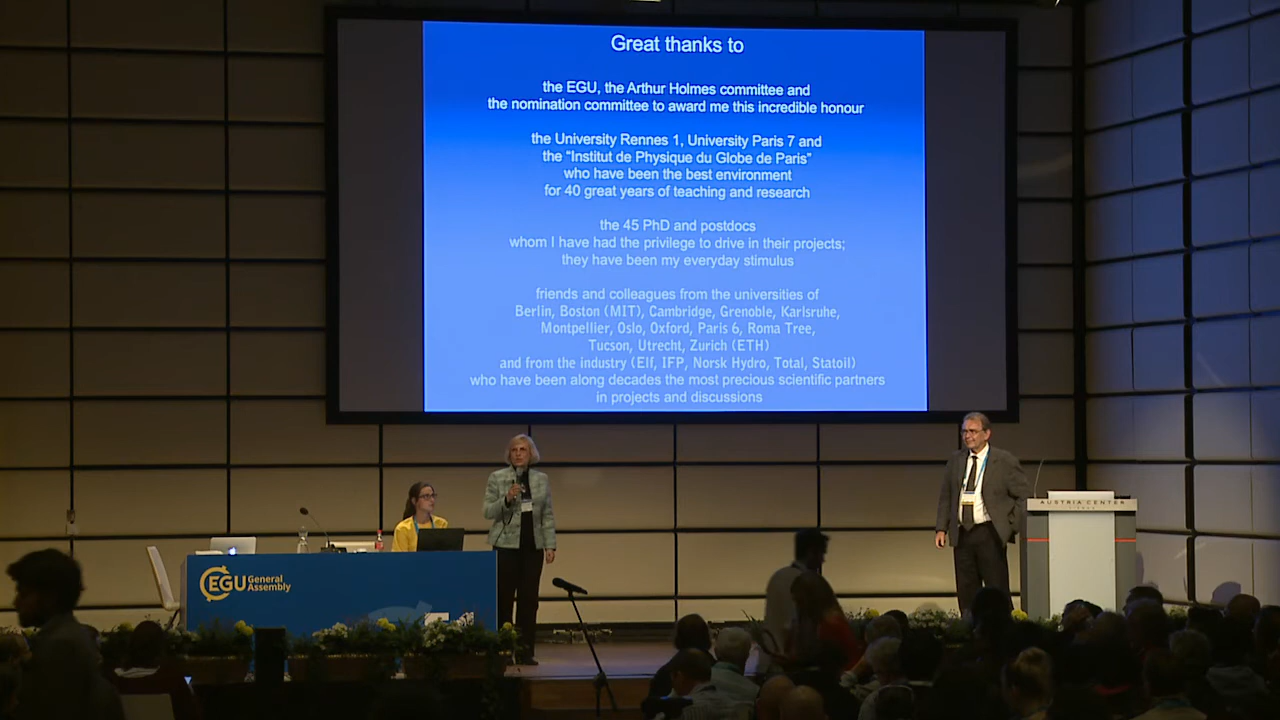 Great thanks to
the EGU, the Arthur Holmes committee and
the nomination committee to award me this incredible honour
the University Rennes 1, University Paris 7 and
the “Institut de Physique du Globe de Paris”
who have been the best environment
for 40 great years of teaching and research
the 45 PhD and postdocs
whom I have had the privilege to drive in their projects;
they have been my everyday stimulus
friends and colleagues from the universities of
Berlin, Boston (MIT), Cambridge, Grenoble, Karlsruhe,
Montpellier, Oslo, Oxford, Paris 6, Roma Tree,
Tucson, Utrecht, Zurich (ETH)
and from the industry (Elf, IFP, Norsk Hydro, Total, Statoil)
who have been along decades the most precious scientific partners
in projects and discussions
AUSTRIA CENTER
EGU General
Assembly